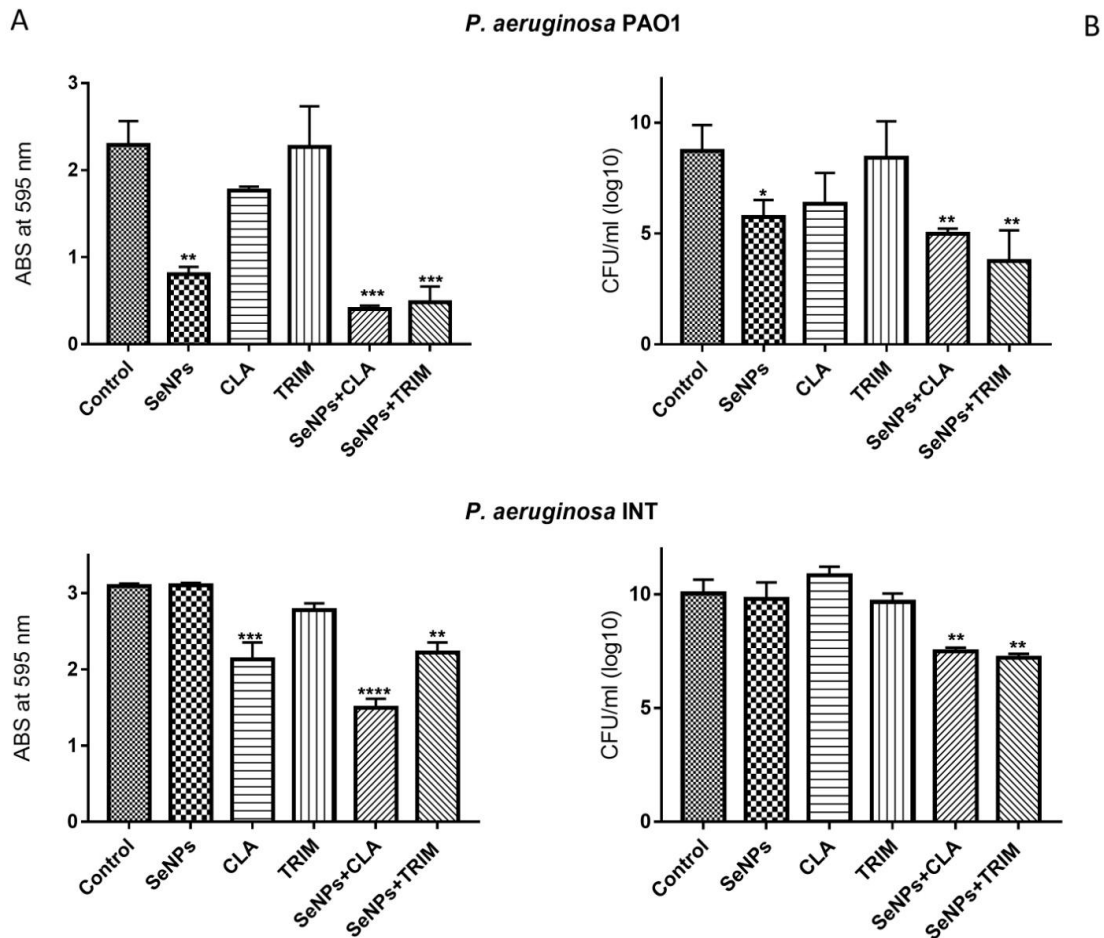 A
P. aeruginosa PAO1
B
ABS at 595 nm
3
2
1
0
**
***
***
Control
SeNPs
CLA
TRIM
SeNPs+CLA
SeNPs+TRIM
CFU/ml (log10)
10
5
0
*
**
**
Control
SeNPs
CLA
TRIM
SeNPs+CLA
SeNPs+TRIM
P. aeruginosa INT
ABS at 595 nm
3
2
1
0
***
****
**
Control
SeNPs
CLA
TRIM
SeNPs+CLA
SeNPs+TRIM
CFU/ml (log10)
10
5
0
**
**
Control
SeNPs
CLA
TRIM
SeNPs+CLA
SeNPs+TRIM